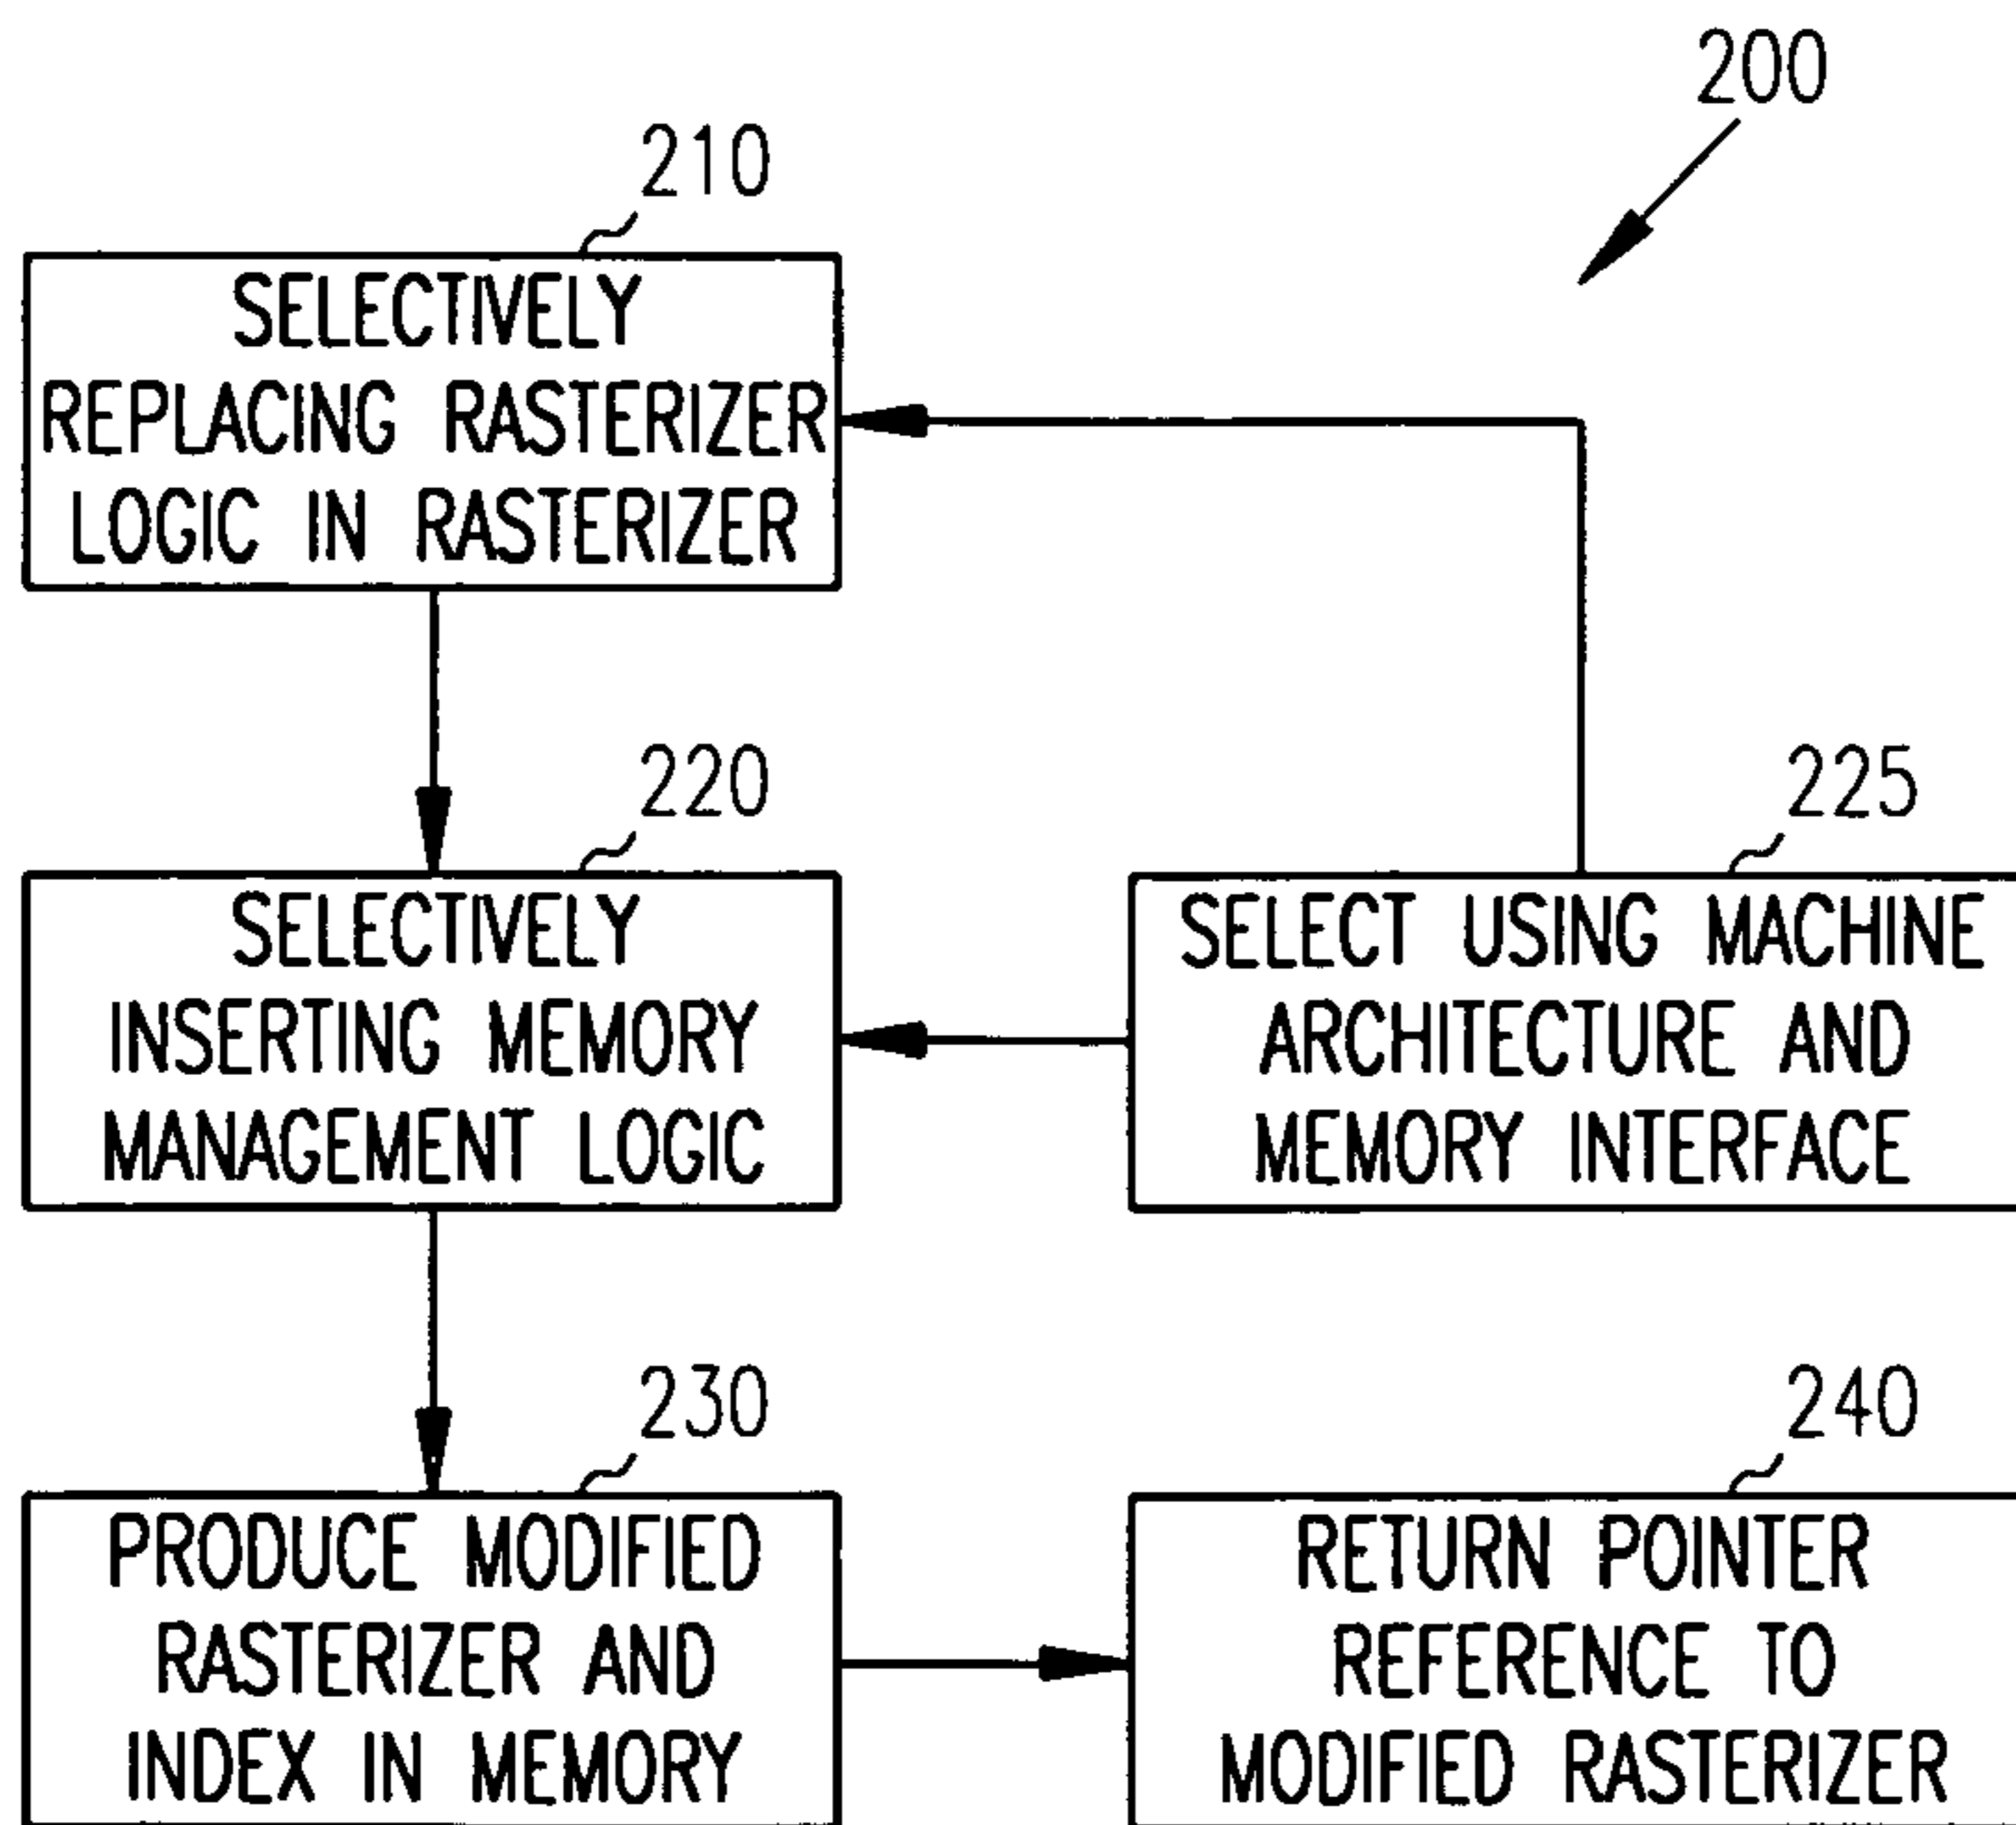 200
210
SELECTIVELY
REPLACING RASTERIZER
LOGIC IN RASTERIZER
220
SELECTIVELY
INSERTING MEMORY
MANAGEMENT LOGIC
225
SELECT USING MACHINE
ARCHITECTURE AND
MEMORY INTERFACE
230
PRODUCE MODIFIED
RASTERIZER AND
INDEX IN MEMORY
240
RETURN POINTER
REFERENCE TO
MODIFIED RASTERIZER